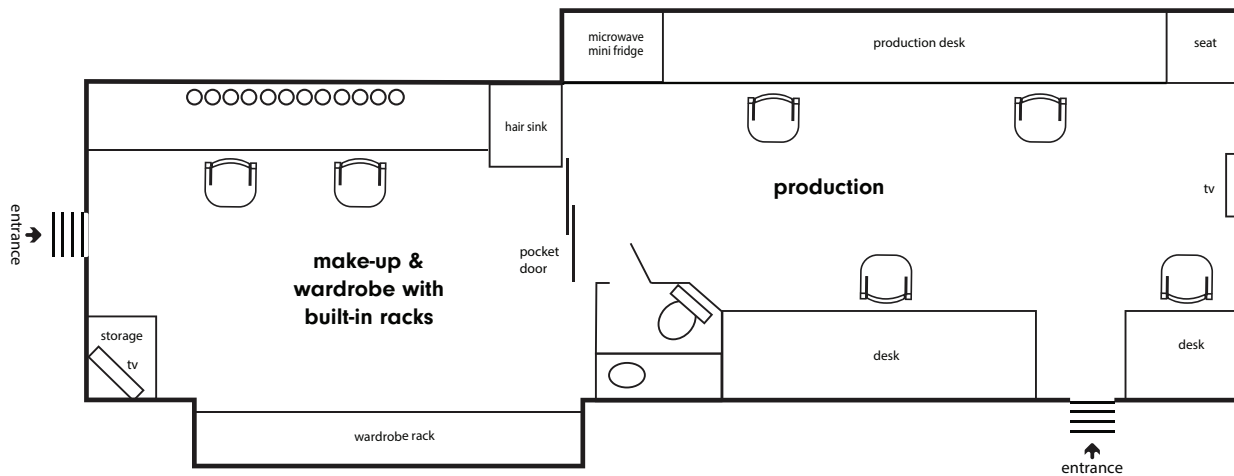 microwave
mini fridge
production desk
seat
hair sink
production
tv
entrance
pocket
door
make-up &
wardrobe with
built-in racks
storage
tv
desk
desk
wardrobe rack
entrance